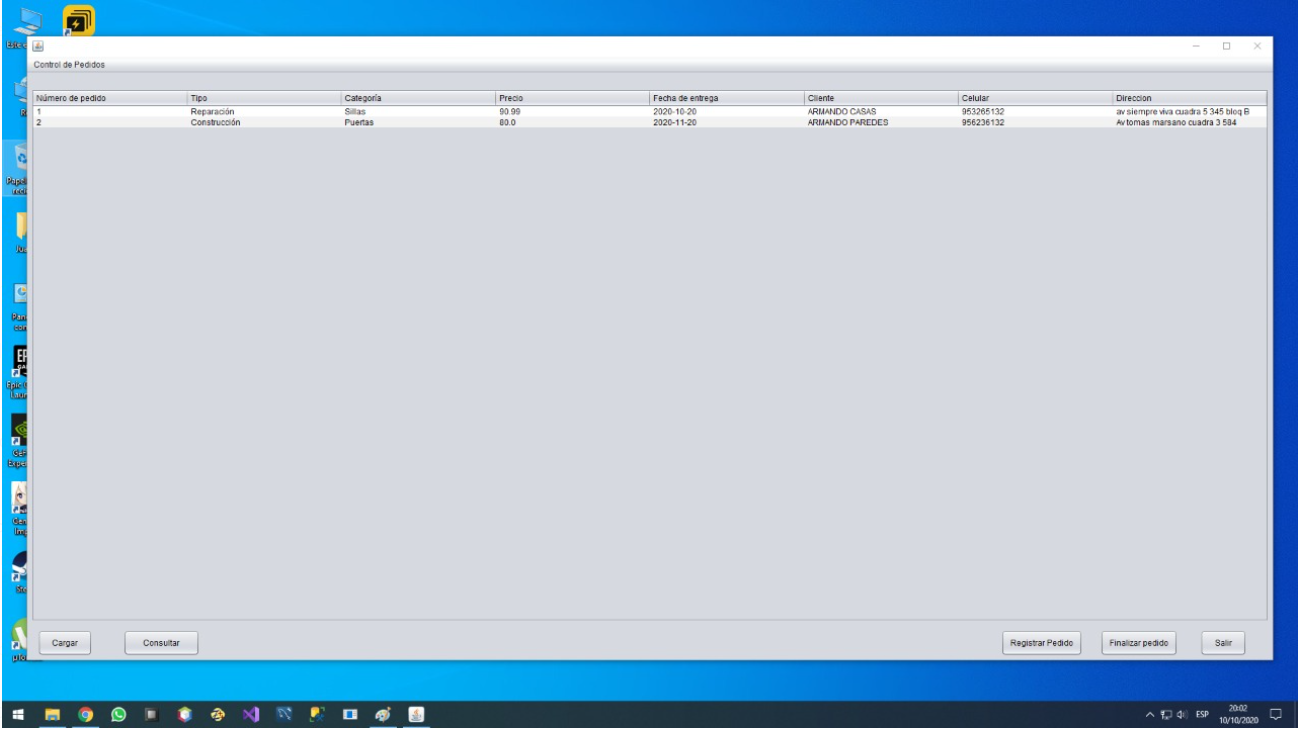 Control de Pedidos
Número de pedido Tipo Categoría Precio Fecha de entrega Cliente Celular Direccion
1 Reparación Sillas 90.99 2020-10-20 ARMANDO CASAS 953265132 av siempre viva cuadra 5 345 bloq B
2 Construcción Puertas 80.0 2020-11-20 ARMANDO PAREDES 956236132 Av tomas marsano cuadra 3 584
Cargar Consultar Registrar Pedido Finalizar pedido Salir
ESP 20:02
10/10/2020